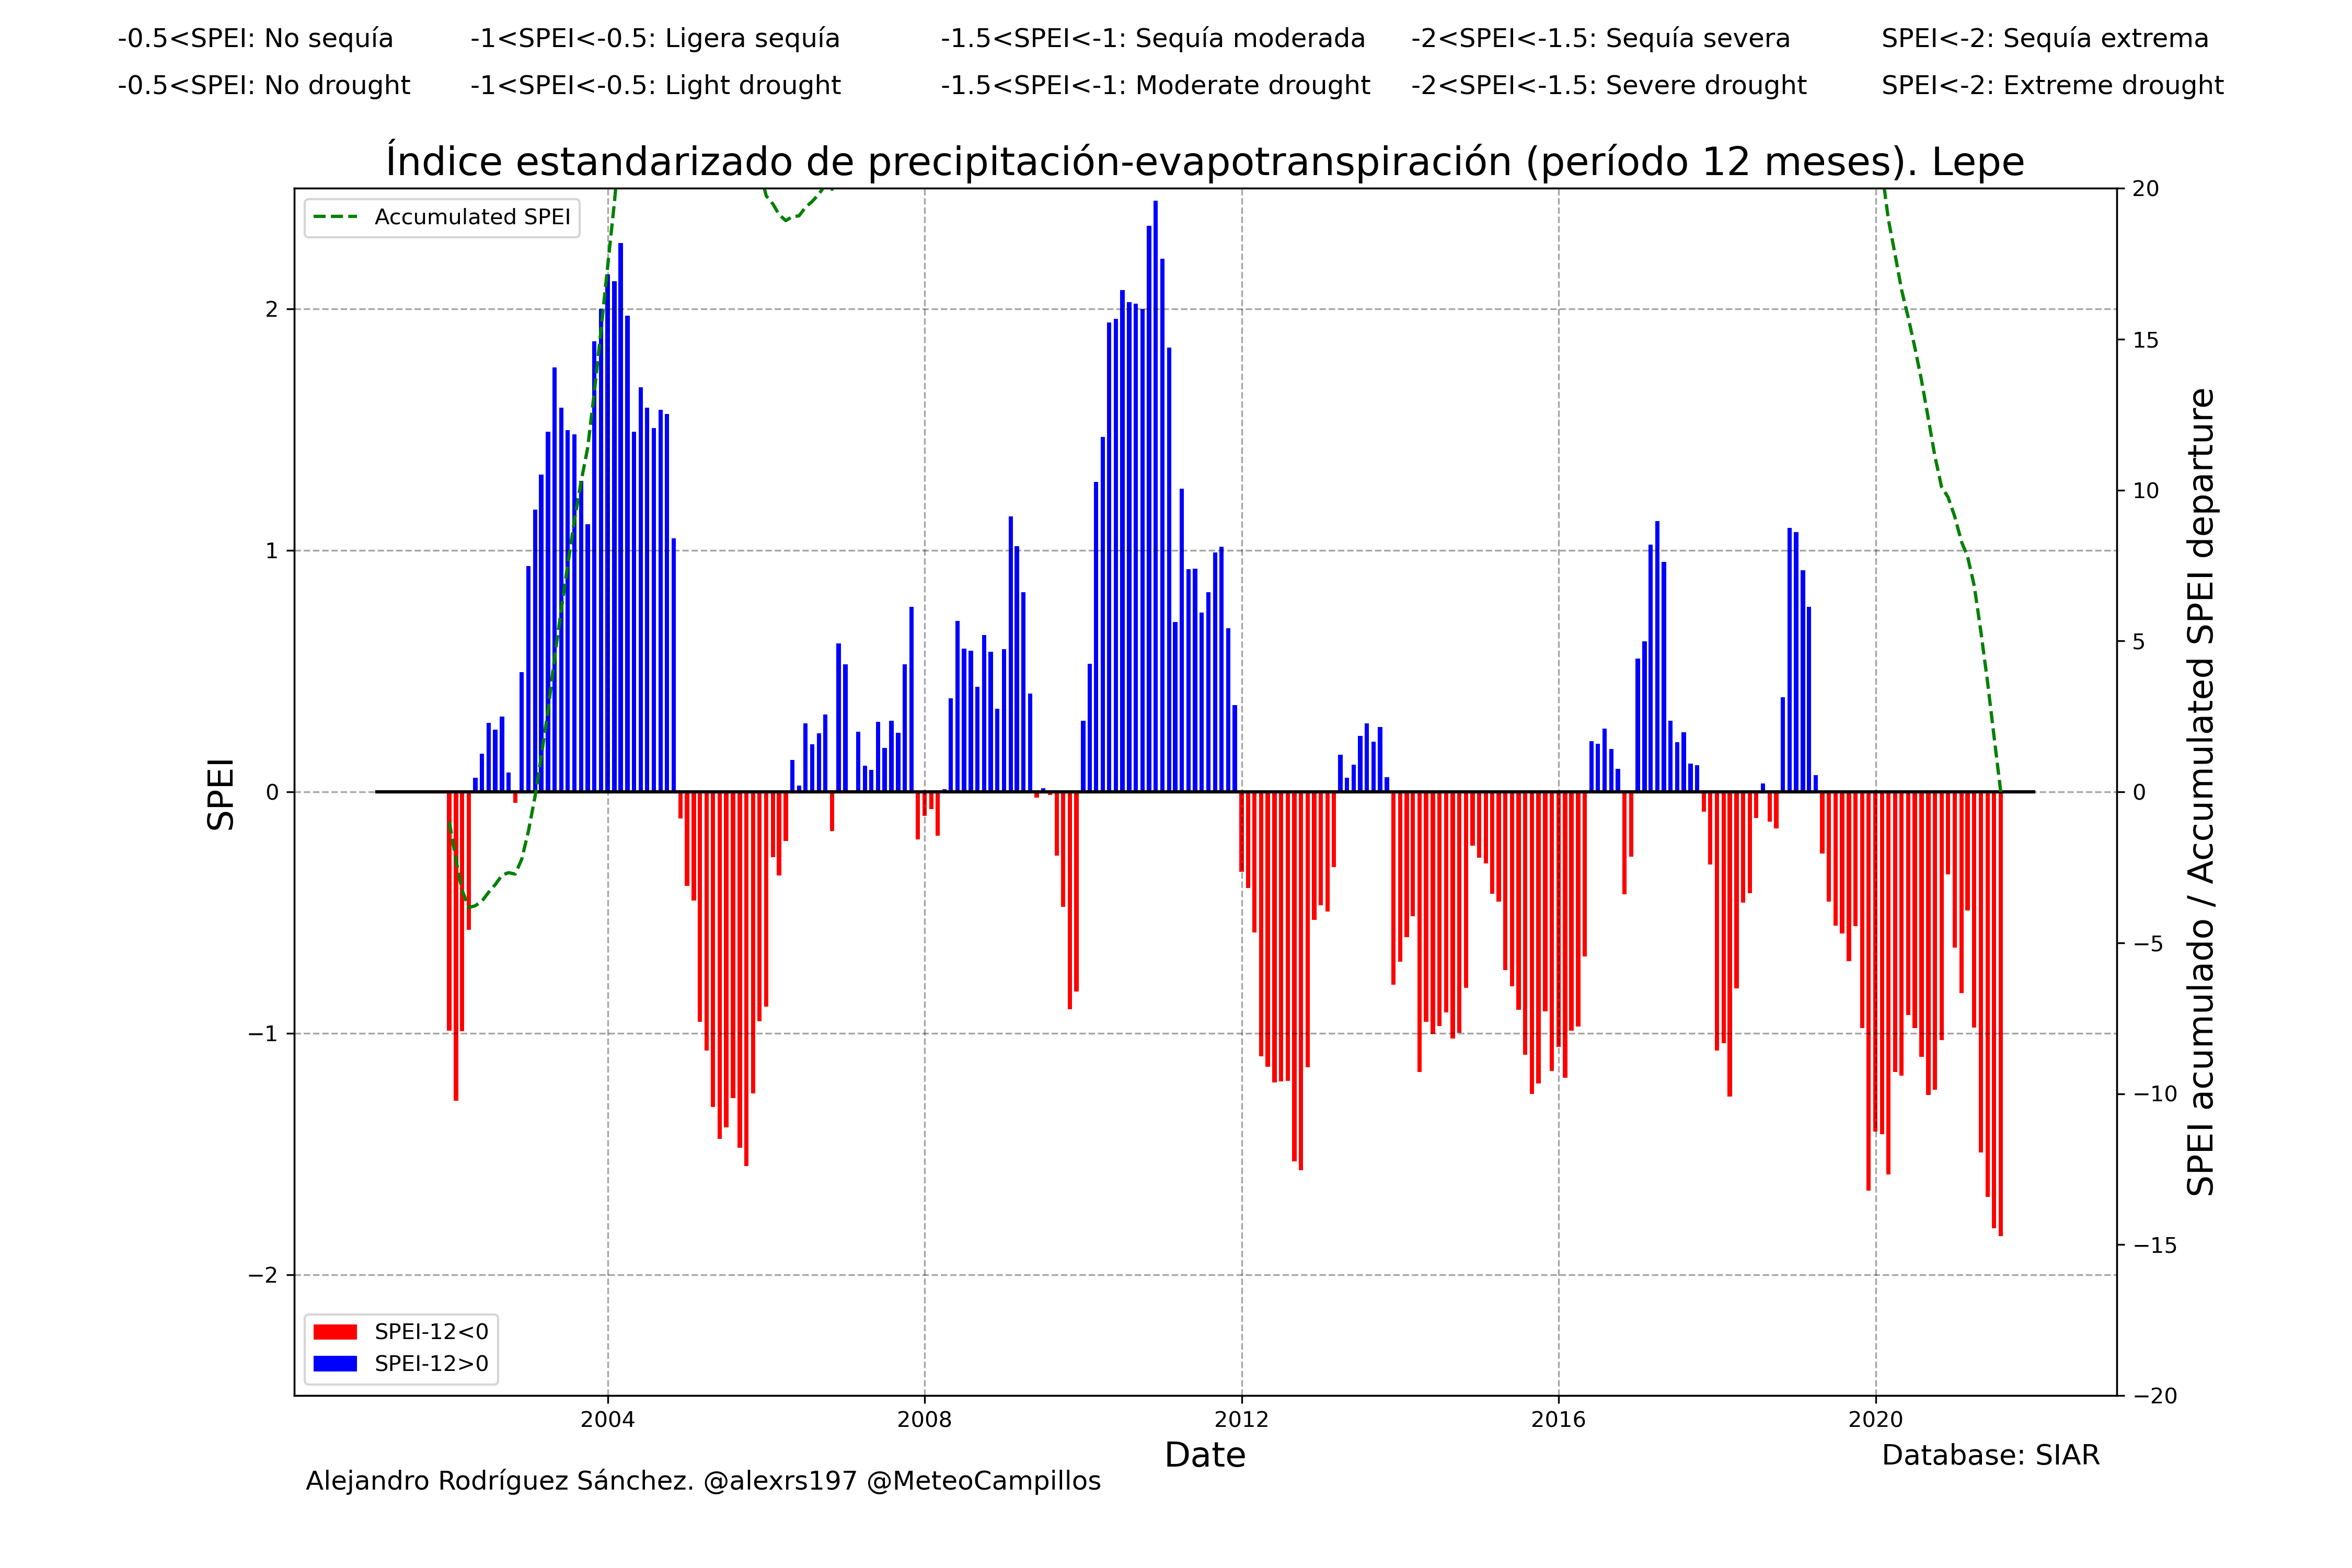 -0.5<SPEI: No sequía
-1<SPEI<-0.5: Ligera sequía
-1.5<SPEI<-1: Sequía moderada
-2<SPEI<-1.5: Sequía severa
SPEI<-2: Sequía extrema
-0.5<SPEI: No drought
-1<SPEI<-0.5: Light drought
-1.5<SPEI<-1: Moderate drought
-2<SPEI<-1.5: Severe drought
SPEI<-2: Extreme drought
Índice estandarizado de precipitación-evapotranspiración (período 12 meses). Lepe
Accumulated SPEI
SPEI
2
1
0
−1
−2
20
15
10
5
0
−5
−10
−15
−20
SPEI acumulado / Accumulated SPEI departure
SPEI-12<0
SPEI-12>0
2004
2008
2012
2016
2020
Date
Database: SIAR
Alejandro Rodríguez Sánchez. @alexrs197 @MeteoCampillos